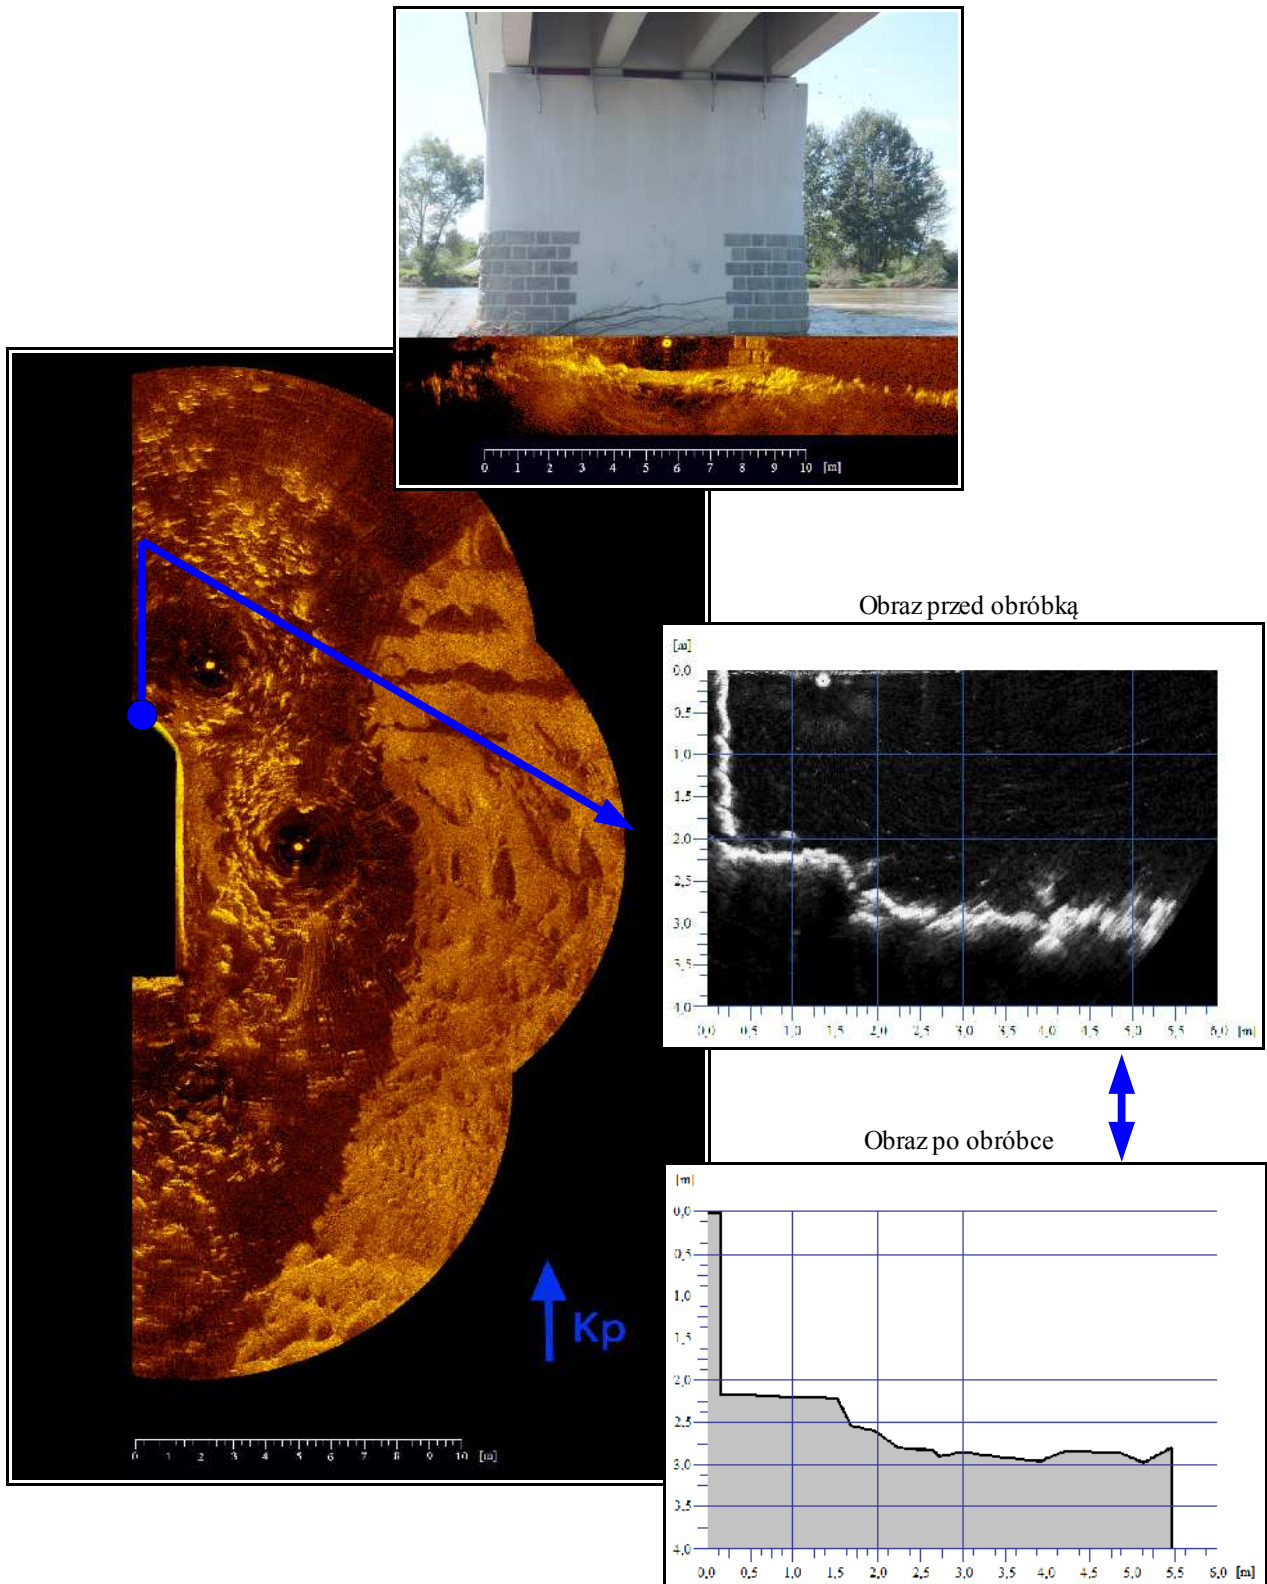 0 1 2 3 4 5 6 7 8 9 10 [m]
Obraz przed obróbką
[m]
0,0
0,5
1,0
1,5
2,0
2,5
3,0
3,5
4,0
0,0 0,5 1,0 1,5 2,0 2,5 3,0 3,5 4,0 4,5 5,0 5,5 6,0 [m]
Obraz po obróbce
[m]
0,0
0,5
1,0
1,5
2,0
2,5
3,0
3,5
4,0
0,0 0,5 1,0 1,5 2,0 2,5 3,0 3,5 4,0 4,5 5,0 5,5 6,0 [m]
Kp
0 1 2 3 4 5 6 7 8 9 10 [m]